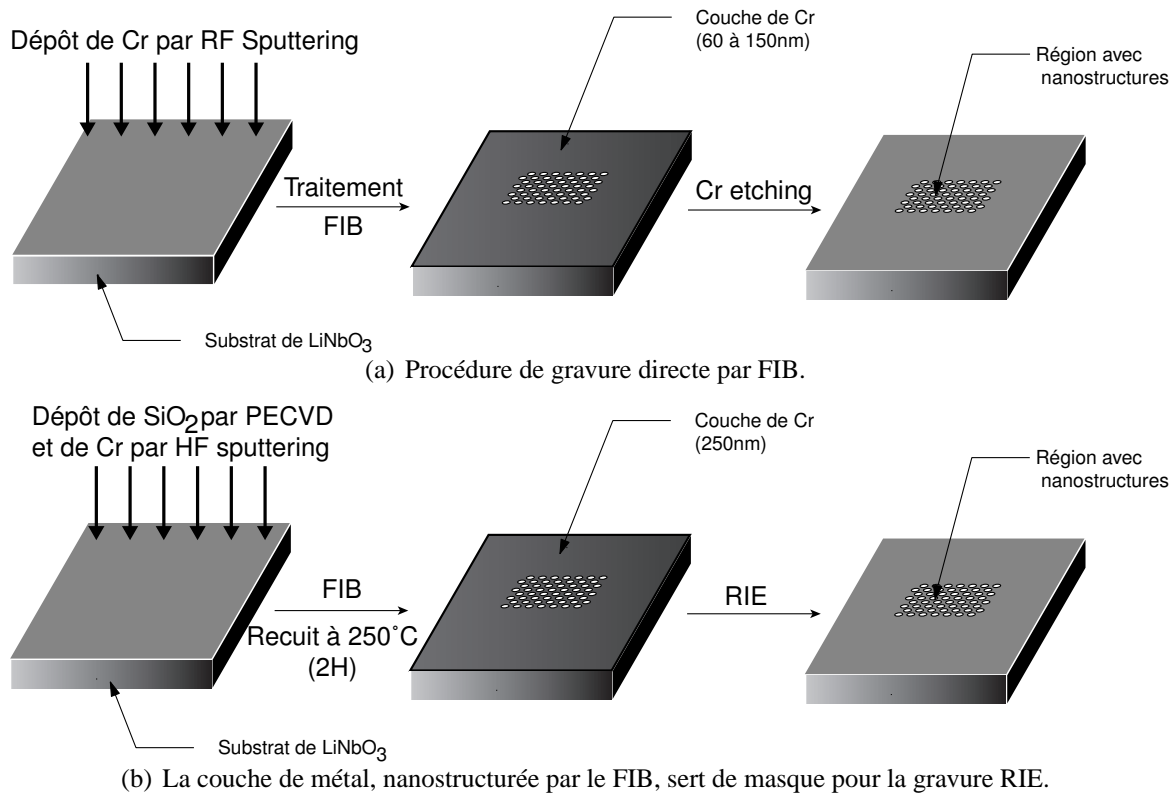 Dépôt de Cr par RF Sputtering
Couche de Cr
(60 à 150nm)
Région avec
nanostructures
Traitement
FIB
Cr etching
Substrat de LiNbO3
(a) Procédure de gravure directe par FIB.
Dépôt de SiO2 par PECVD
et de Cr par HF sputtering
Couche de Cr
(250nm)
Région avec
nanostructures
FIB
Recuit à 250°C
(2H)
RIE
Substrat de LiNbO3
(b) La couche de métal, nanostructurée par le FIB, sert de masque pour la gravure RIE.